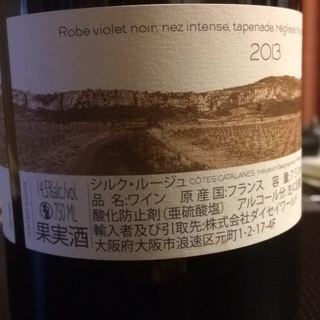 Robe violet noir, nez intense, tapenade, réglisse
2013
14,5%alc/vol.
750 ML
シルク・ルージュ CÔTES CATALANES
品 名:ワイン 原 産 国:フランス 容 量:
酸化防止剤(亜硫酸塩) アルコール分:
輸入者及び引取先:株式会社ダイセイワールド
大阪府大阪市浪速区元町1-2-17-4F
果実酒